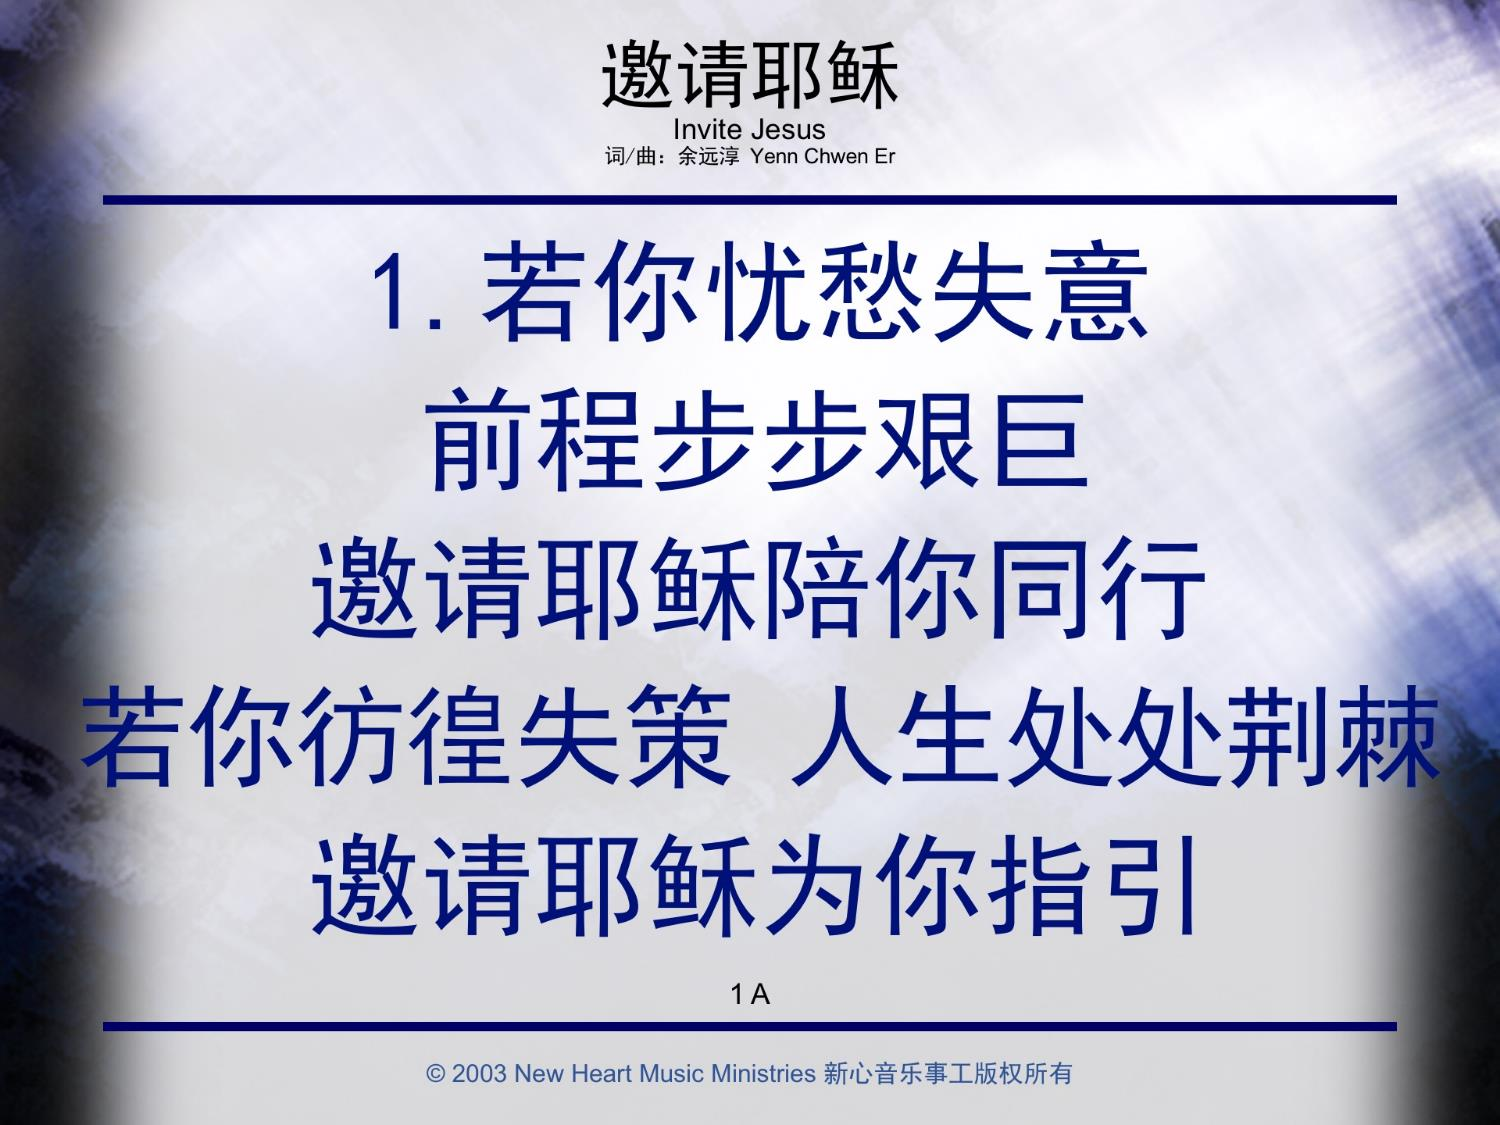 邀请耶稣
Invite Jesus
词/曲：余远淳 Yenn Chwen Er
1.若你忧愁失意
前程步步艰巨
邀请耶稣陪你同行
若你彷徨失策 人生处处荆棘
邀请耶稣为你指引
1 A
© 2003 New Heart Music Ministries 新心音乐事工版权所有